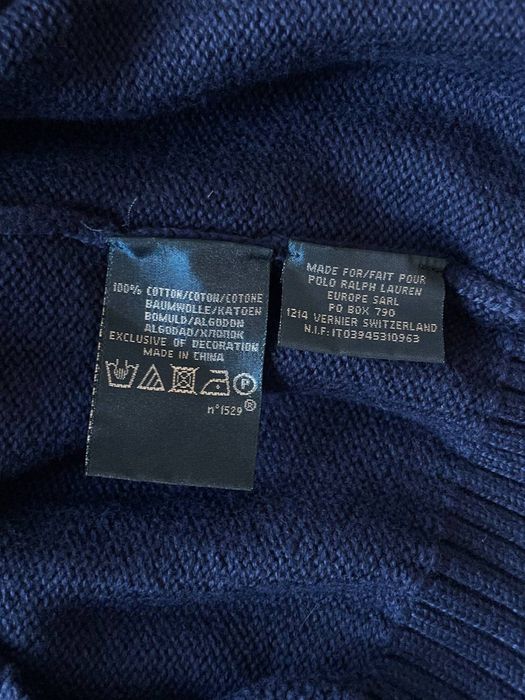 100% COTTON/COTON/COTONE
BAUMWOLLE/KATOEN
BOMULD/ALGODON
ALGODAO/ХЛОПОК
EXCLUSIVE OF DECORATION
MADE IN CHINA
P
n°1529®
MADE FOR/FAIT POUR
POLO RALPH LAUREN
EUROPE SARL
PO BOX 790
1214 VERNIER SWITZERLAND
N.I.F: IT03945310963